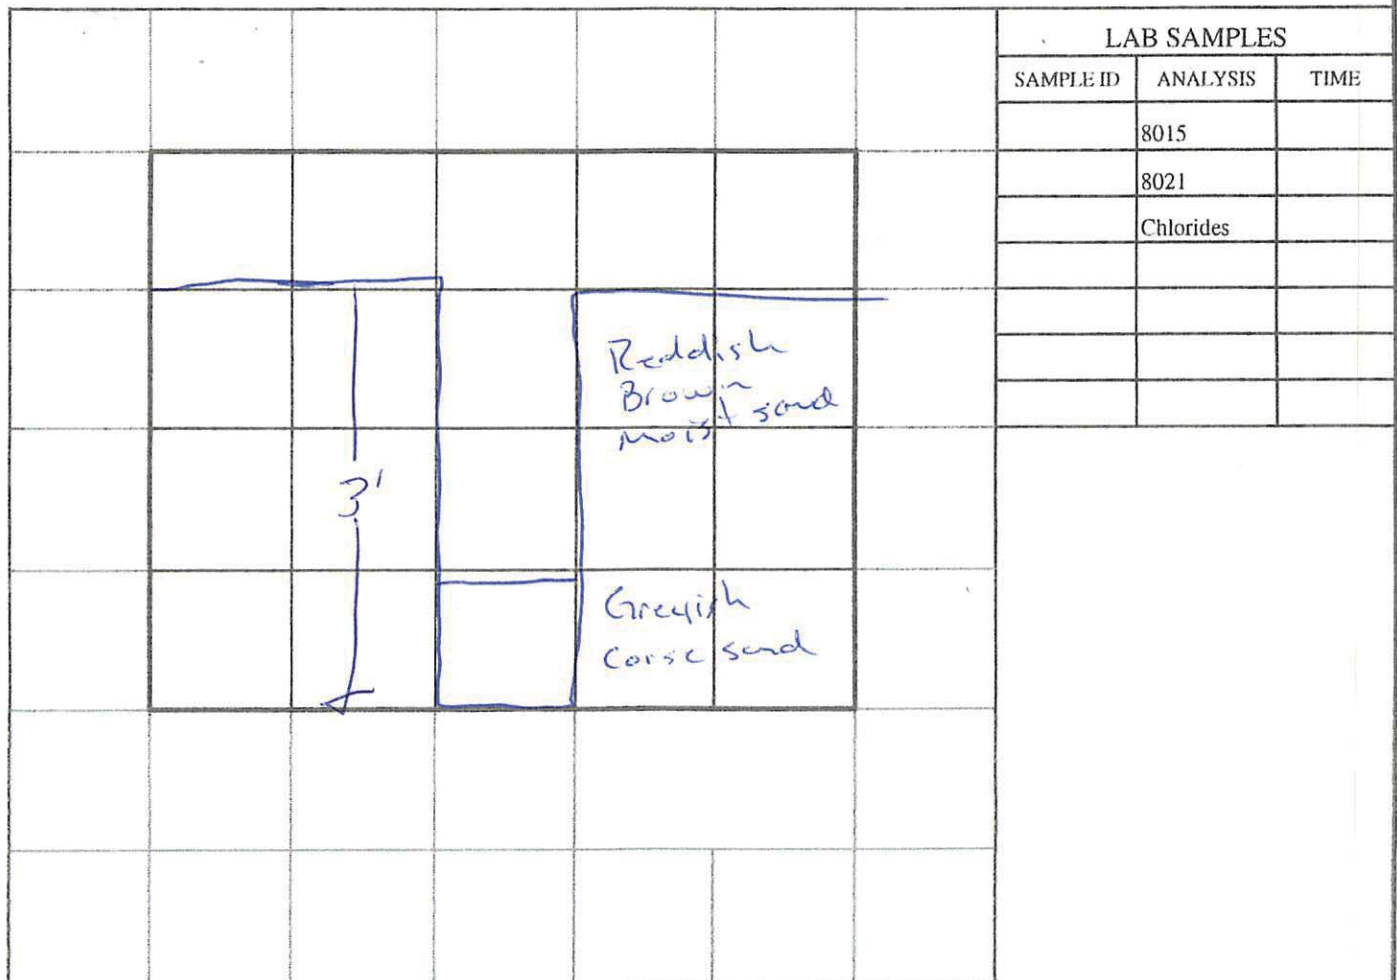 LAB SAMPLES
SAMPLE ID ANALYSIS TIME
8015
8021
Chlorides
Reddish
Brown
Moist sand
3'
Greyish
Corse sand